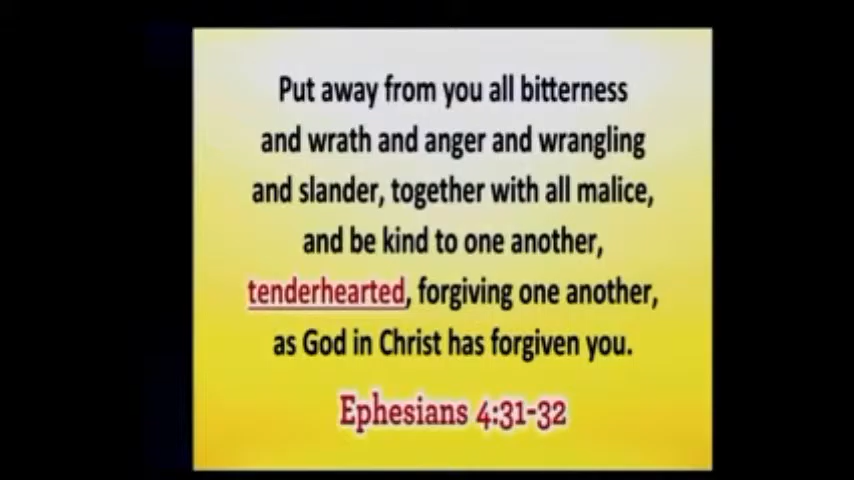 Put away from you all bitterness
and wrath and anger and wrangling
and slander, together with all malice,
and be kind to one another,
tenderhearted, forgiving one another,
as God in Christ has forgiven you.
Ephesians 4:31-32